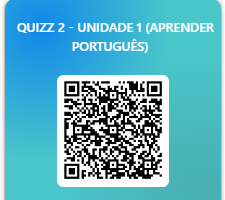 QUIZZ 2 - UNIDADE 1 (APRENDER
PORTUGUÊS)